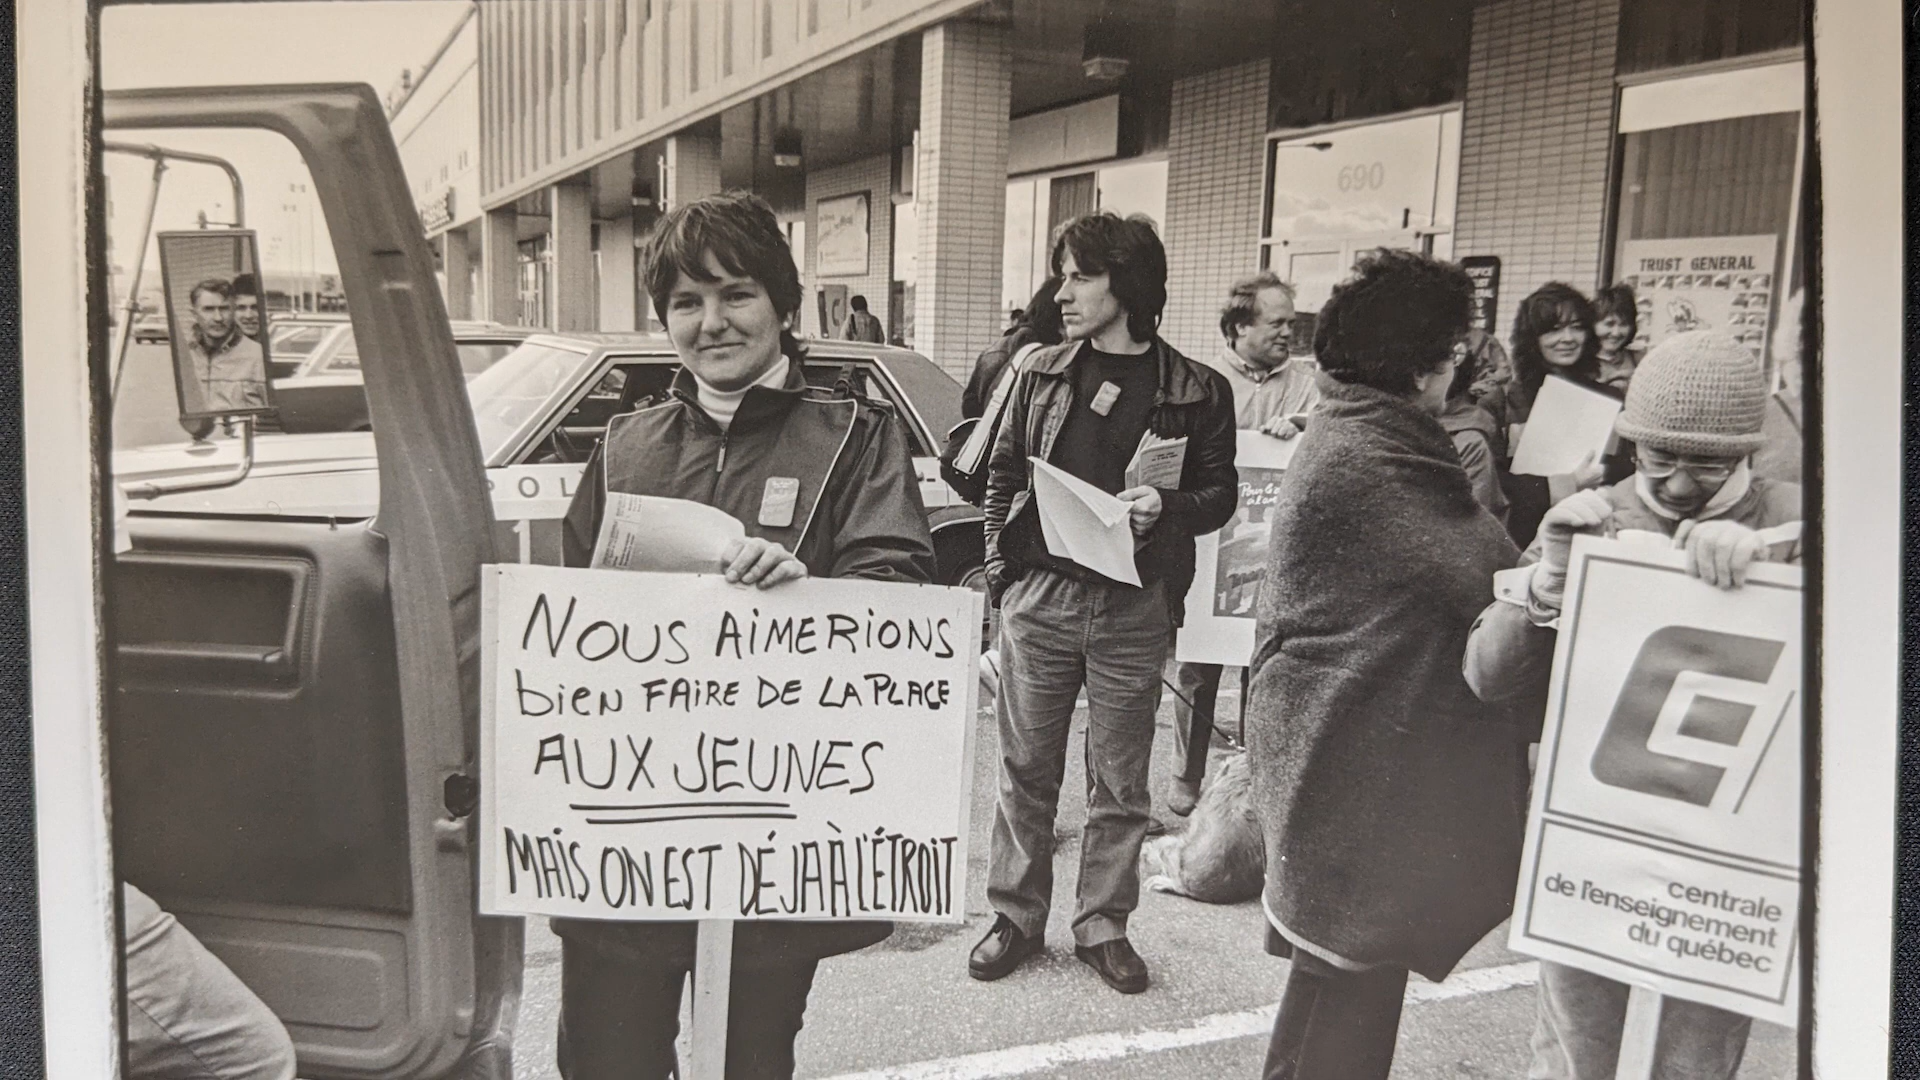 690
TRUST GENERAL
POL
1
NOUS AIMERIONS
bien FAIRE DE LA PLACE
AUX JEUNES
MAIS ON EST DÉJÀ À L'ÉTROIT
centrale
de l'enseignement
du québec